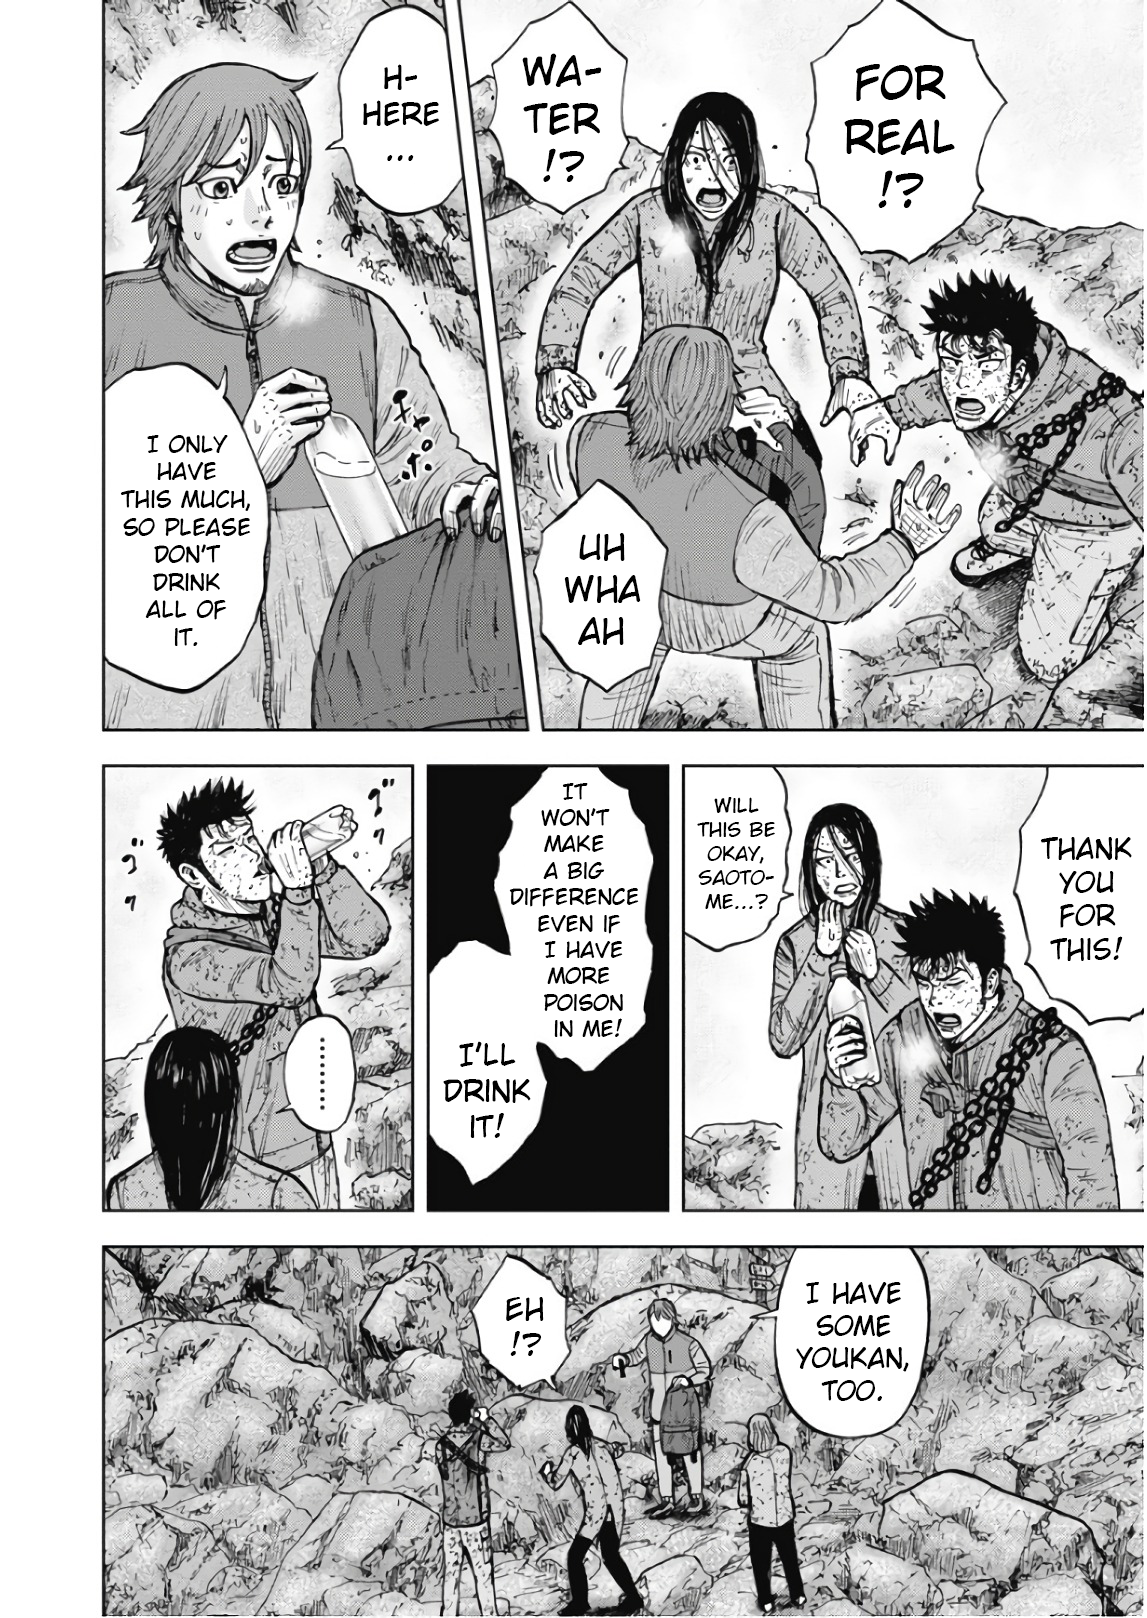 FOR
REAL
!?
WA-
TER
!?
UH
WHA
AH
H-
HERE
...
I ONLY
HAVE
THIS MUCH,
SO PLEASE
DON'T
DRINK
ALL OF
IT.
THANK
YOU
FOR
THIS!
WILL
THIS BE
OKAY,
SAOTO-
ME...?
IT
WON'T
MAKE
A BIG
DIFFERENCE
EVEN IF
I HAVE
MORE
POISON
IN ME!
I'LL
DRINK
IT!
.........
I HAVE
SOME
YOUKAN,
TOO.
EH
!?